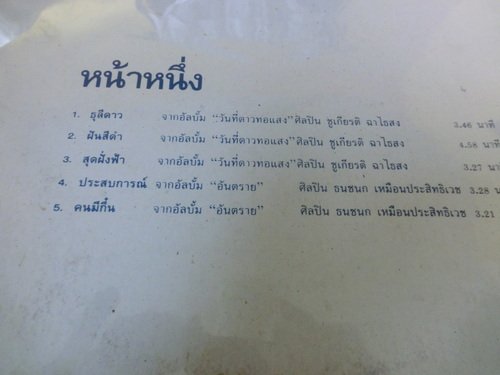 หน้าหนึ่ง
1. ธุลีดาว จากอัลบั้ม “วันที่ดาวทอแสง” ศิลปิน ชูเกียรติ ฉาไธสง 3.46 นาที
2. ฝันสีดำ จากอัลบั้ม “วันที่ดาวทอแสง” ศิลปิน ชูเกียรติ ฉาไธสง 4.58 นาที
3. สุดฝั่งฟ้า จากอัลบั้ม “วันที่ดาวทอแสง” ศิลปิน ชูเกียรติ ฉาไธสง 3.27 นา
4. ประสบการณ์ จากอัลบั้ม “อันตราย” ศิลปิน ธนชนก เหมือนประสิทธิเวช 3.28 น
5. คนมีกึ๋น จากอัลบั้ม “อันตราย” ศิลปิน ธนชนก เหมือนประสิทธิเวช 3.21